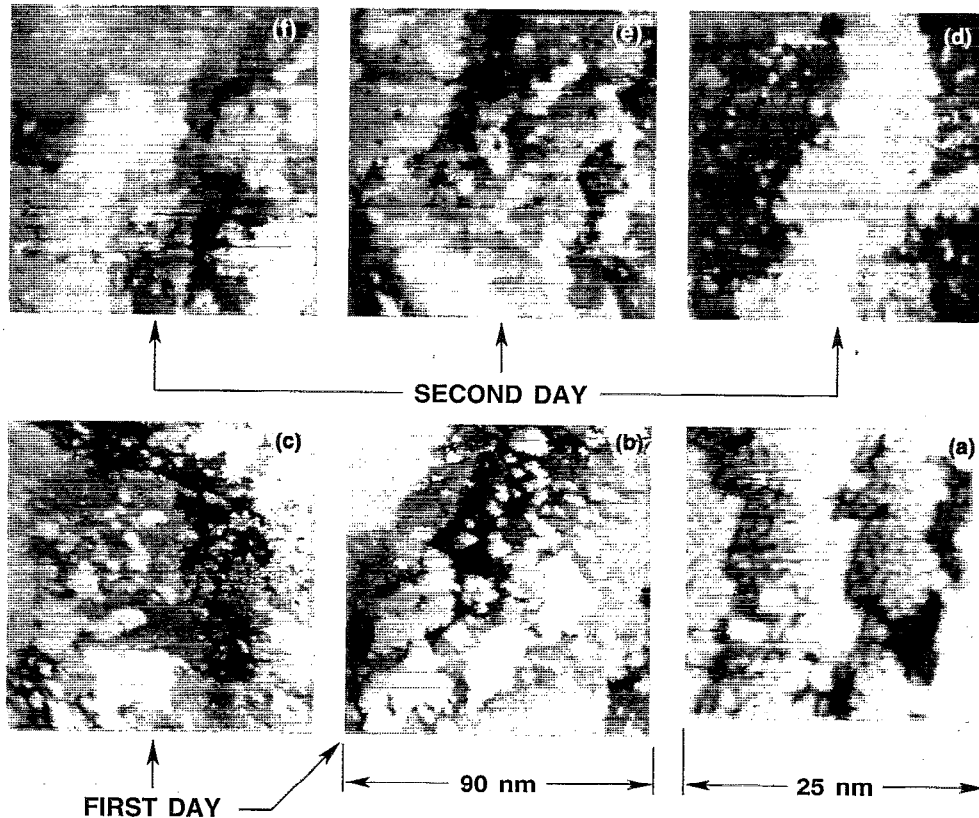 (f) (e) (d)
SECOND DAY
(c) (b) (a)
90 nm 25 nm
FIRST DAY